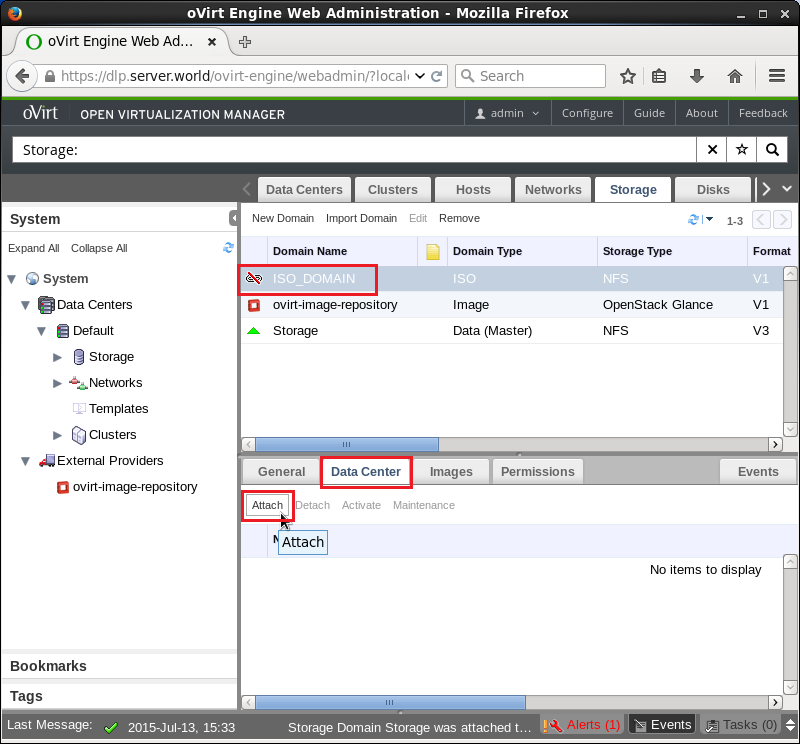 oVirt Engine Web Administration - Mozilla Firefox
oVirt Engine Web Ad...
https://dlp.server.world/ovirt-engine/webadmin/?local
Search
oVirt OPEN VIRTUALIZATION MANAGER
admin Configure Guide About Feedback
Storage:
Data Centers Clusters Hosts Networks Storage Disks
System
Expand All Collapse All
System
Data Centers
Default
Storage
Networks
Templates
Clusters
External Providers
ovirt-image-repository
Bookmarks
Tags
New Domain Import Domain Edit Remove
1-3
Domain Name Domain Type Storage Type Format
ISO_DOMAIN ISO NFS V1
ovirt-image-repository Image OpenStack Glance V1
Storage Data (Master) NFS V3
General Data Center Images Permissions Events
Attach Detach Activate Maintenance
Attach
No items to display
Last Message: 2015-Jul-13, 15:33 Storage Domain Storage was attached t... Alerts (1) Events Tasks (0)